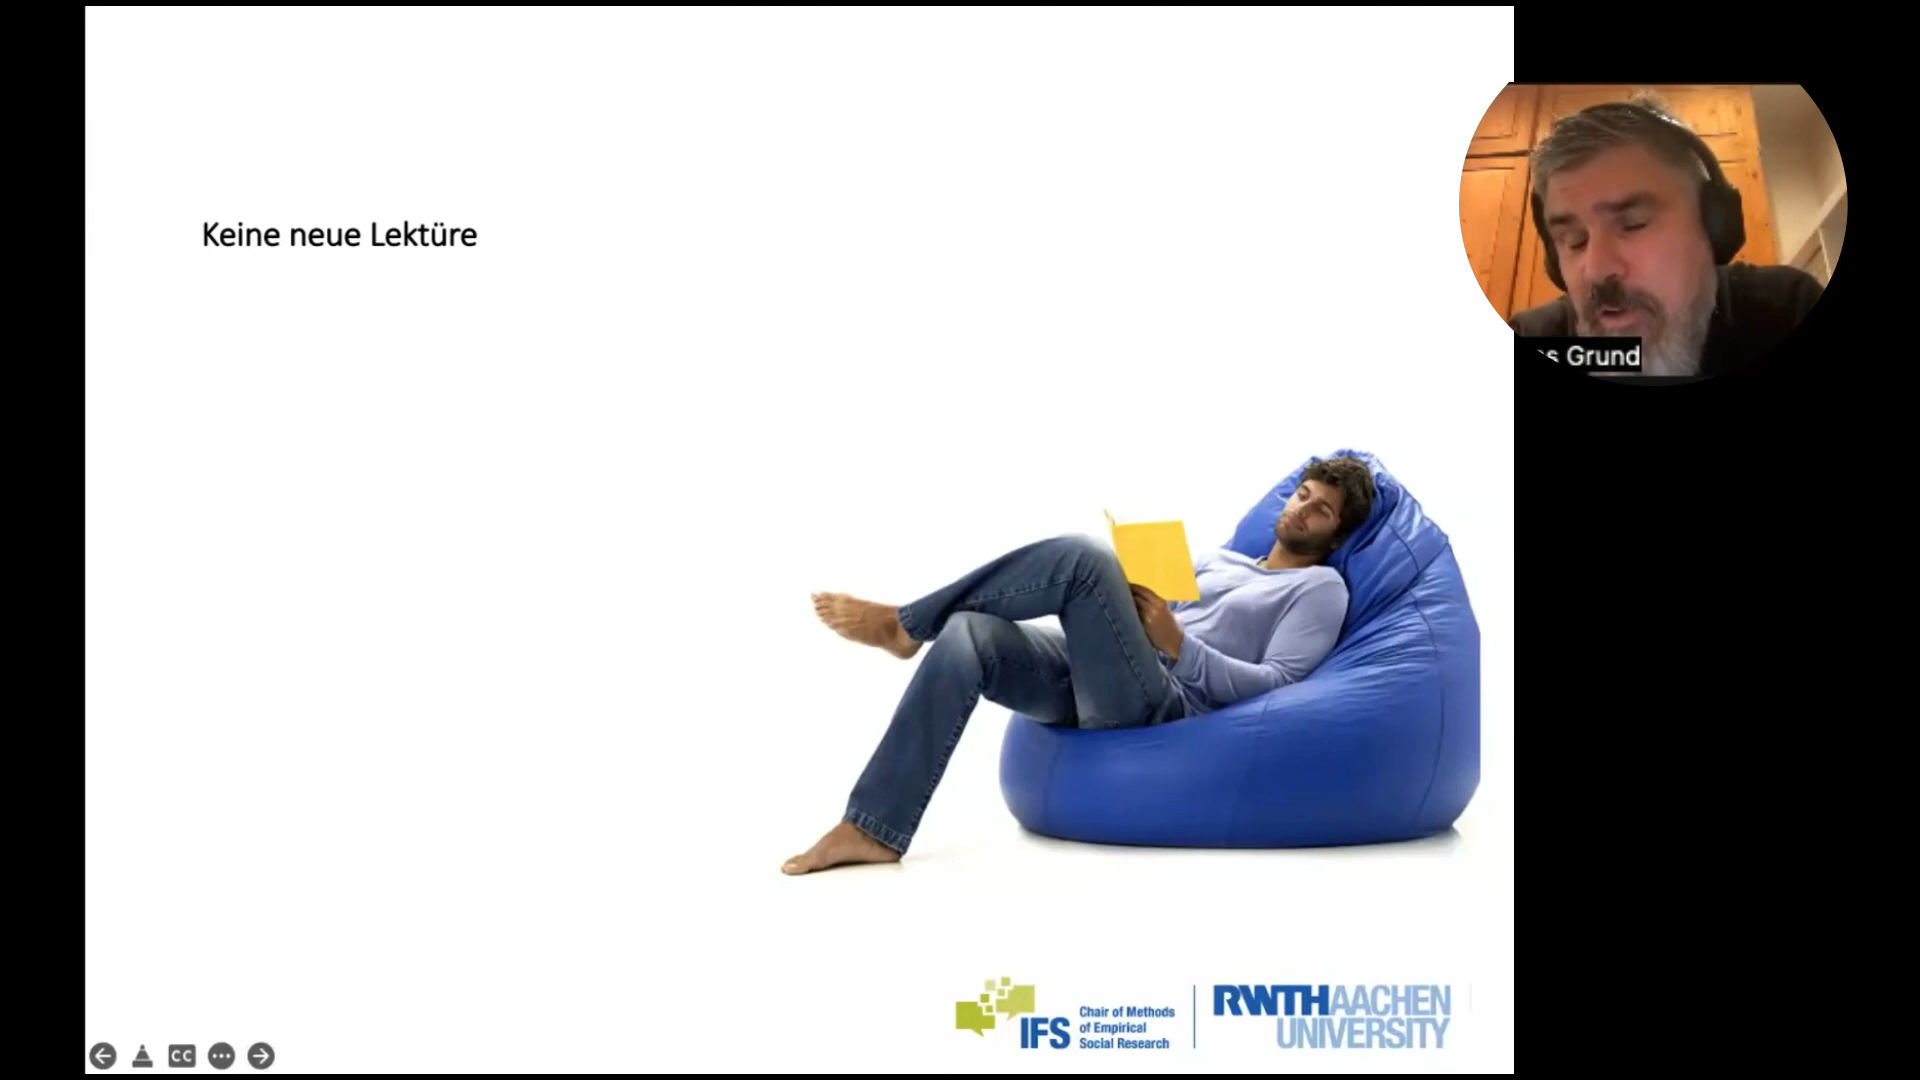 Keine neue Lektüre
s Grund
IFS
Chair of Methods
of Empirical
Social Research
RWTHAACHEN
UNIVERSITY
CC